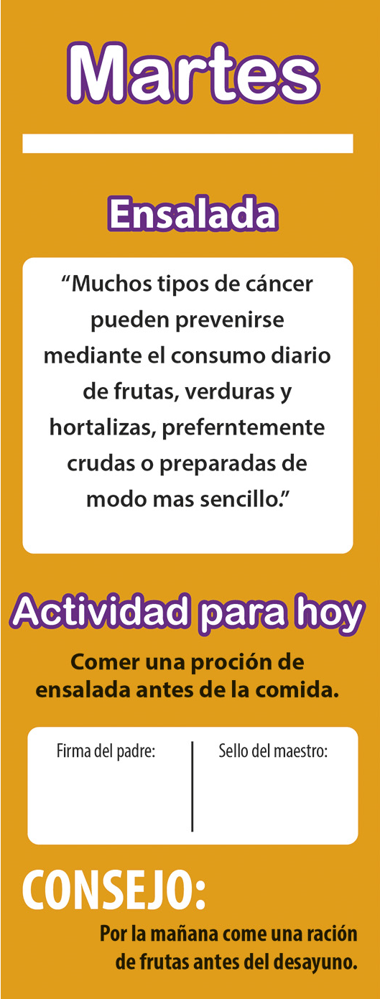 Martes
Ensalada
“Muchos tipos de cáncer
pueden prevenirse
mediante el consumo diario
de frutas, verduras y
hortalizas, preferntemente
crudas o preparadas de
modo mas sencillo.”
Actividad para hoy
Comer una proción de
ensalada antes de la comida.
Firma del padre: Sello del maestro:
CONSEJO:
Por la mañana come una ración
de frutas antes del desayuno.